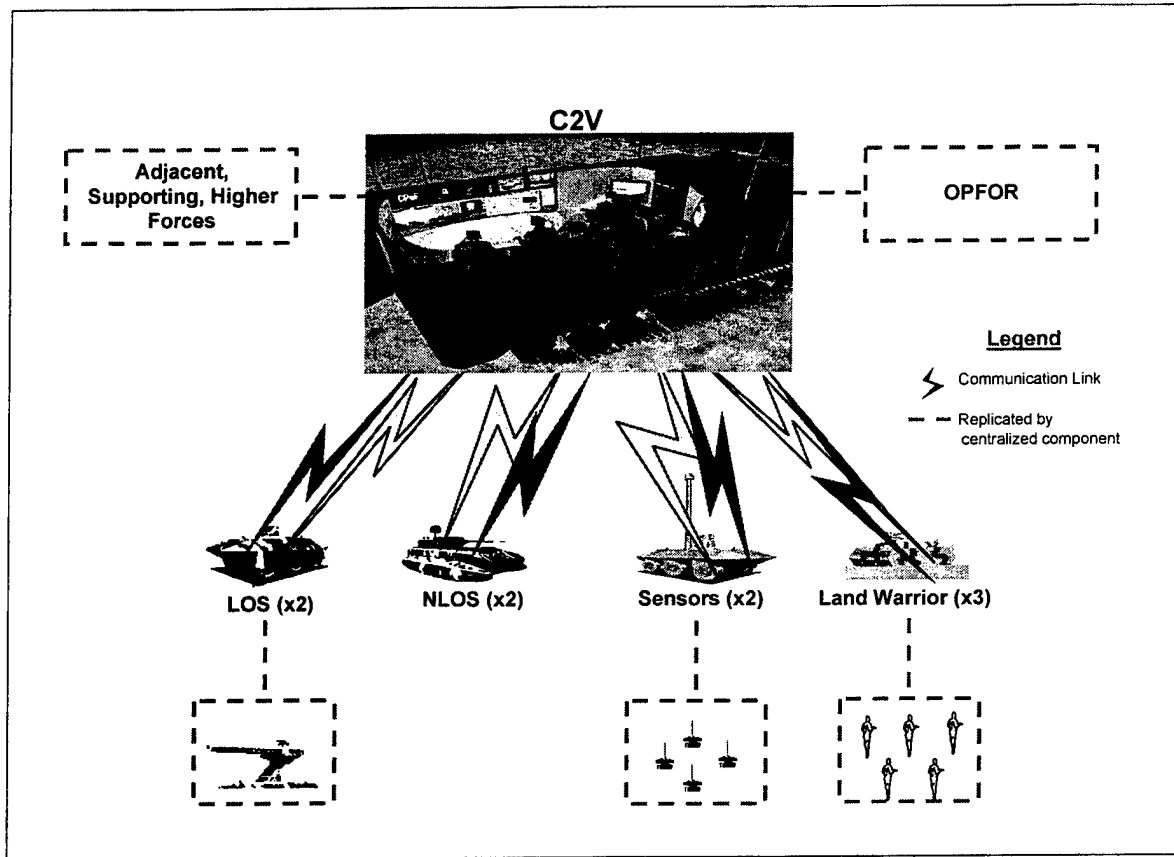 C2V
Adjacent,
Supporting, Higher
Forces
OPFOR
Legend
Communication Link
Replicated by
centralized component
LOS (x2)
NLOS (x2)
Sensors (x2)
Land Warrior (x3)